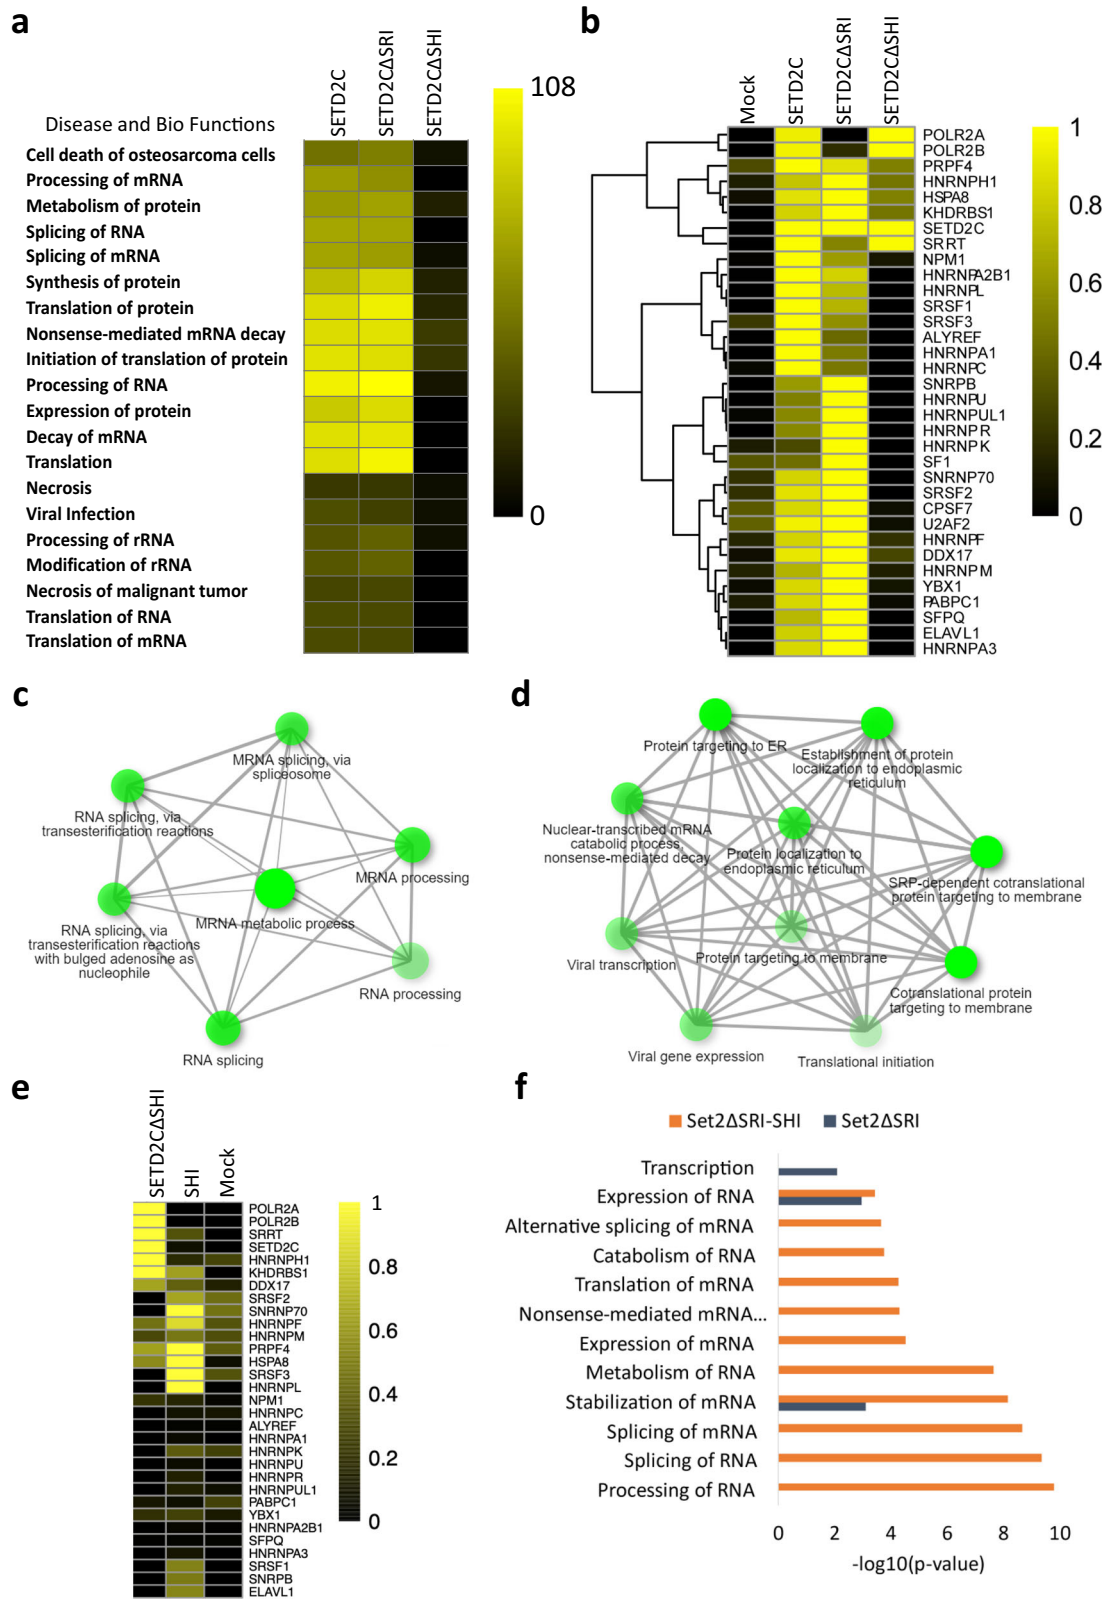 a
SETD2C
SETD2CΔSRI
SETD2CΔSHI
108
0
Disease and Bio Functions
Cell death of osteosarcoma cells
Processing of mRNA
Metabolism of protein
Splicing of RNA
Splicing of mRNA
Synthesis of protein
Translation of protein
Nonsense-mediated mRNA decay
Initiation of translation of protein
Processing of RNA
Expression of protein
Decay of mRNA
Translation
Necrosis
Viral Infection
Processing of rRNA
Modification of rRNA
Necrosis of malignant tumor
Translation of RNA
Translation of mRNA
b
Mock
SETD2C
SETD2CΔSRI
SETD2CΔSHI
POLR2A
POLR2B
PRPF4
HNRNPH1
HSPA8
KHDRBS1
SETD2C
SRRT
NPM1
HNRNPA2B1
HNRNPL
SRSF1
SRSF3
ALYREF
HNRNPA1
HNRNPC
SNRPB
HNRNPU
HNRNPUL1
HNRNPR
HNRNPK
SF1
SNRNP70
SRSF2
CPSF7
U2AF2
HNRNPF
DDX17
HNRNPM
YBX1
PABPC1
SFPQ
ELAVL1
HNRNPA3
1
0.8
0.6
0.4
0.2
0
c
MRNA splicing, via
spliceosome
RNA splicing, via
transesterification reactions
MRNA processing
MRNA metabolic process
RNA splicing, via
transesterification reactions
with bulged adenosine as
nucleophile
RNA processing
RNA splicing
d
Protein targeting to ER
Establishment of protein
localization to endoplasmic
reticulum
Nuclear-transcribed mRNA
catabolic process,
nonsense-mediated decay
Protein localization to
endoplasmic reticulum
SRP-dependent cotranslational
protein targeting to membrane
Viral transcription
Protein targeting to membrane
Cotranslational protein
targeting to membrane
Viral gene expression
Translational initiation
e
SETD2CΔSHI
SHI
Mock
POLR2A
POLR2B
SRRT
SETD2C
HNRNPH1
KHDRBS1
DDX17
SRSF2
SNRNP70
HNRNPF
HNRNPM
PRPF4
HSPA8
SRSF3
HNRNPL
NPM1
HNRNPC
ALYREF
HNRNPA1
HNRNPK
HNRNPU
HNRNPR
HNRNPUL1
PABPC1
YBX1
HNRNPA2B1
SFPQ
HNRNPA3
SRSF1
SNRPB
ELAVL1
1
0.8
0.6
0.4
0.2
0
f
Set2ΔSRI-SHI Set2ΔSRI
Transcription
Expression of RNA
Alternative splicing of mRNA
Catabolism of RNA
Translation of mRNA
Nonsense-mediated mRNA...
Expression of mRNA
Metabolism of RNA
Stabilization of mRNA
Splicing of mRNA
Splicing of RNA
Processing of RNA
0 2 4 6 8 10
-log10(p-value)